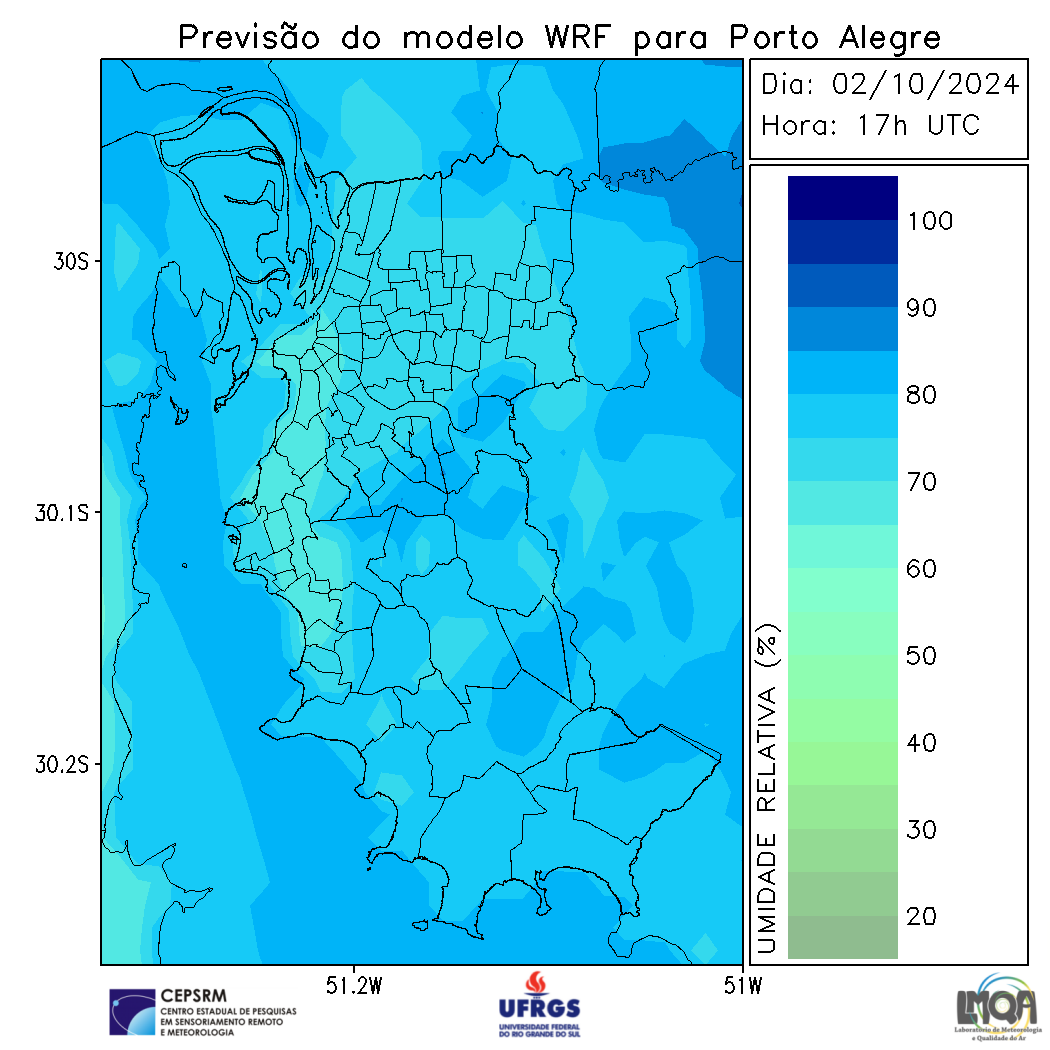 Previsão do modelo WRF para Porto Alegre
Dia: 02/10/2024
Hora: 17h UTC
100
90
80
70
60
50
40
30
20
UMIDADE RELATIVA (%)
30S
30.1S
30.2S
51.2W
51W
CEPSRM
CENTRO ESTADUAL DE PESQUISAS
EM SENSORIAMENTO REMOTO
E METEOROLOGIA
UFRGS
UNIVERSIDADE FEDERAL
DO RIO GRANDE DO SUL
LMQA
Laboratório de Meteorologia
e Qualidade do Ar